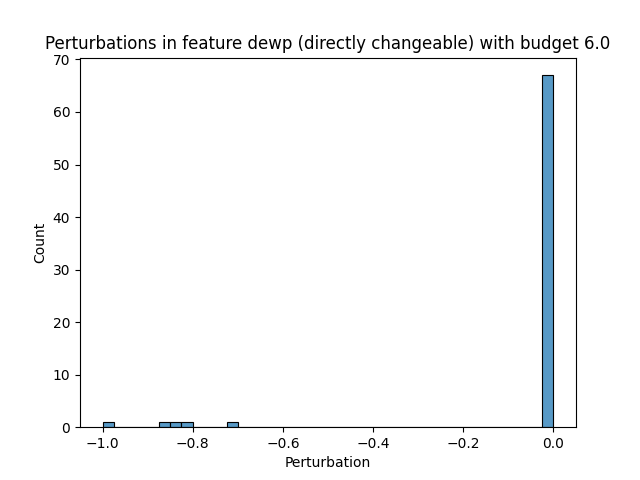 Perturbations in feature dewp (directly changeable) with budget 6.0
70
60
50
40
30
20
10
0
Count
−1.0 −0.8 −0.6 −0.4 −0.2 0.0
Perturbation